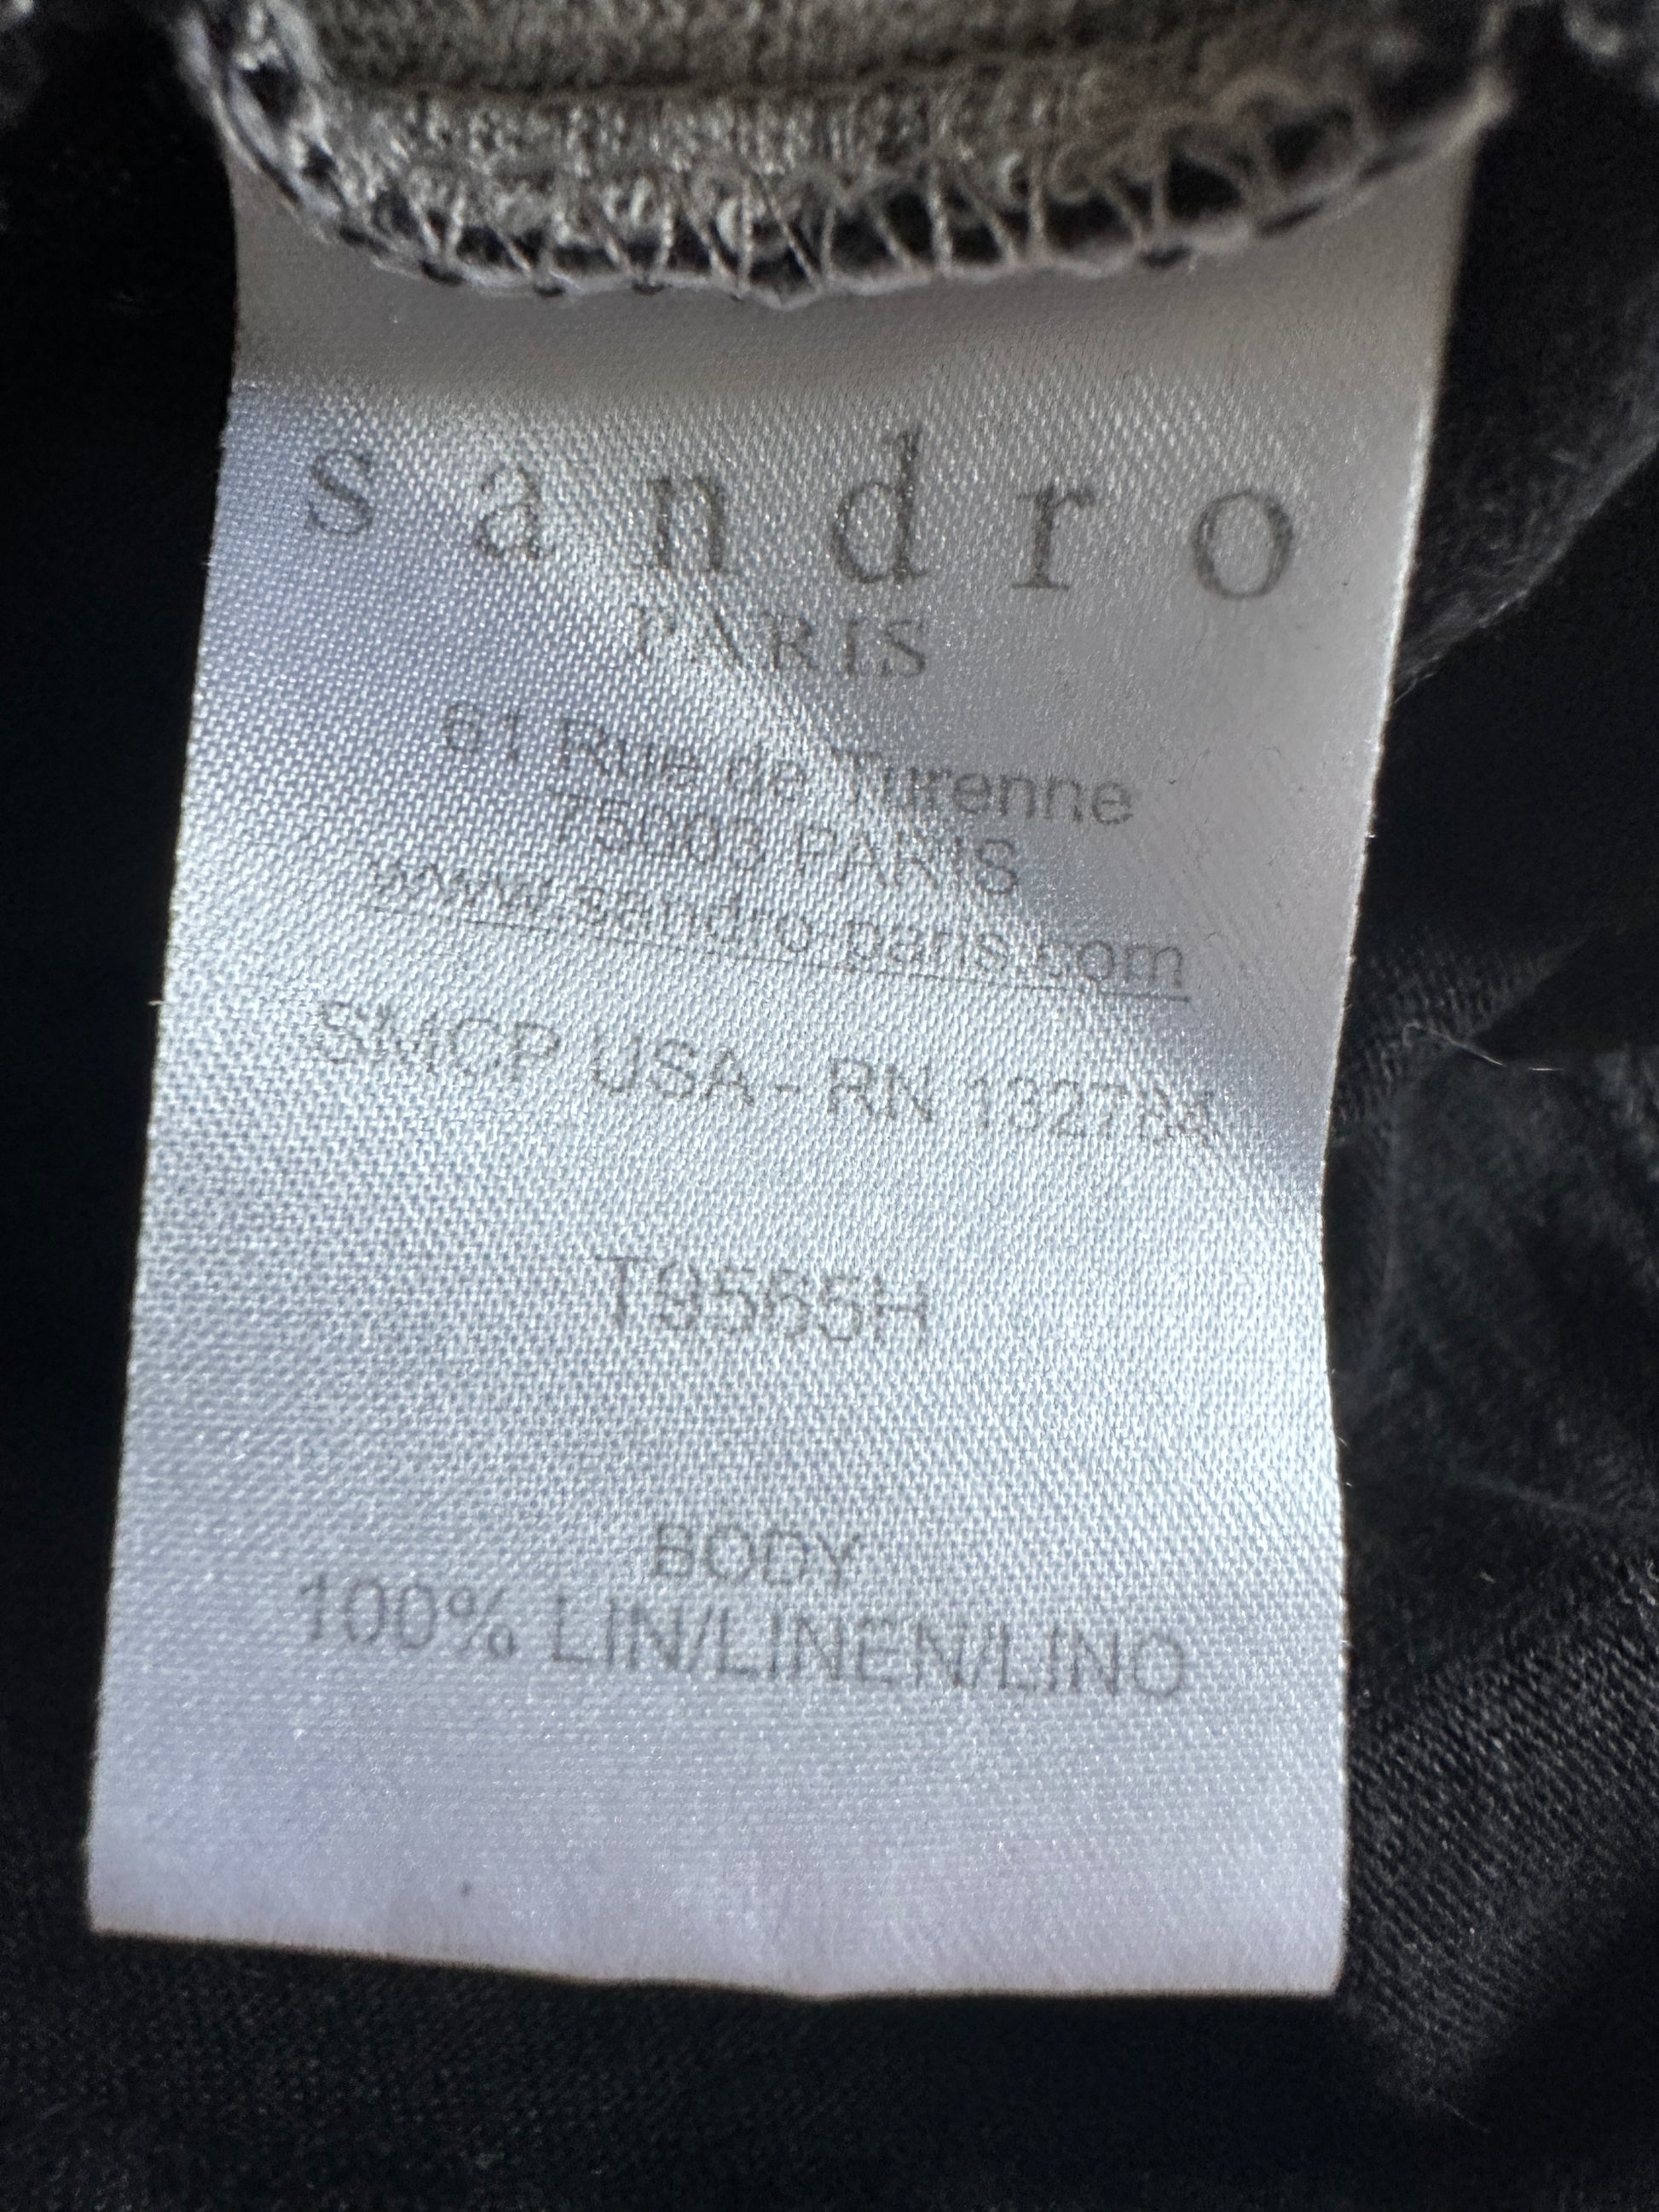 sandro
PARIS
61 Rue de Turenne
75003 PARIS
www.sandro-paris.com
SMCP USA - RN 132784
T9565H
BODY
100% LIN/LINEN/LINO